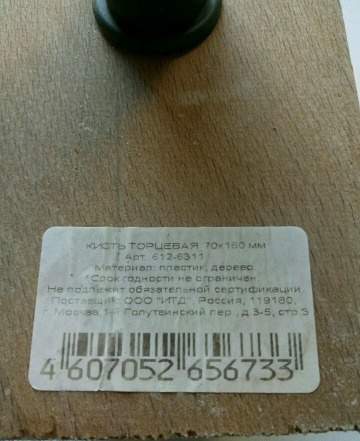 КИСТЬ ТОРЦЕВАЯ, 70х160 мм
Арт. 612-6311
Материал: пластик, дерево
*Срок годности не ограничен
Не подлежит обязательной сертификации
Поставщик: ООО "ИТД", Россия, 119180,
г. Москва, 1-й Голутвинский пер., д.3-5, стр.3
4 607052 656733